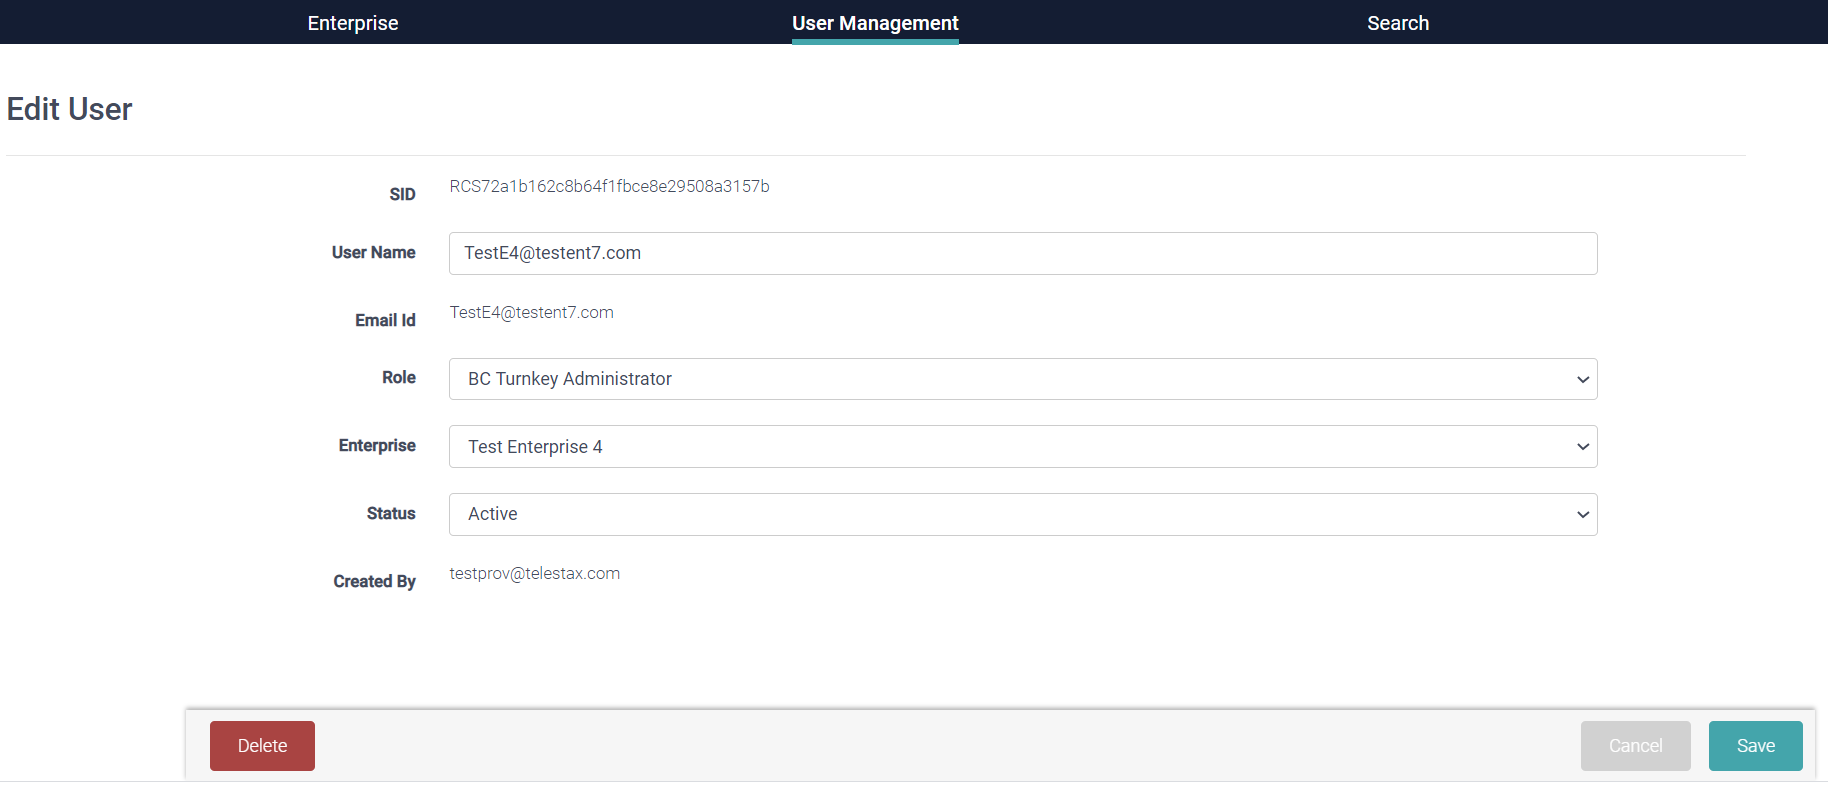 Enterprise User Management Search
Edit User
SID RCS72a1b162c8b64f1fbce8e29508a3157b
User Name TestE4@testent7.com
Email Id TestE4@testent7.com
Role BC Turnkey Administrator
Enterprise Test Enterprise 4
Status Active
Created By testprov@telestax.com
Delete Cancel Save